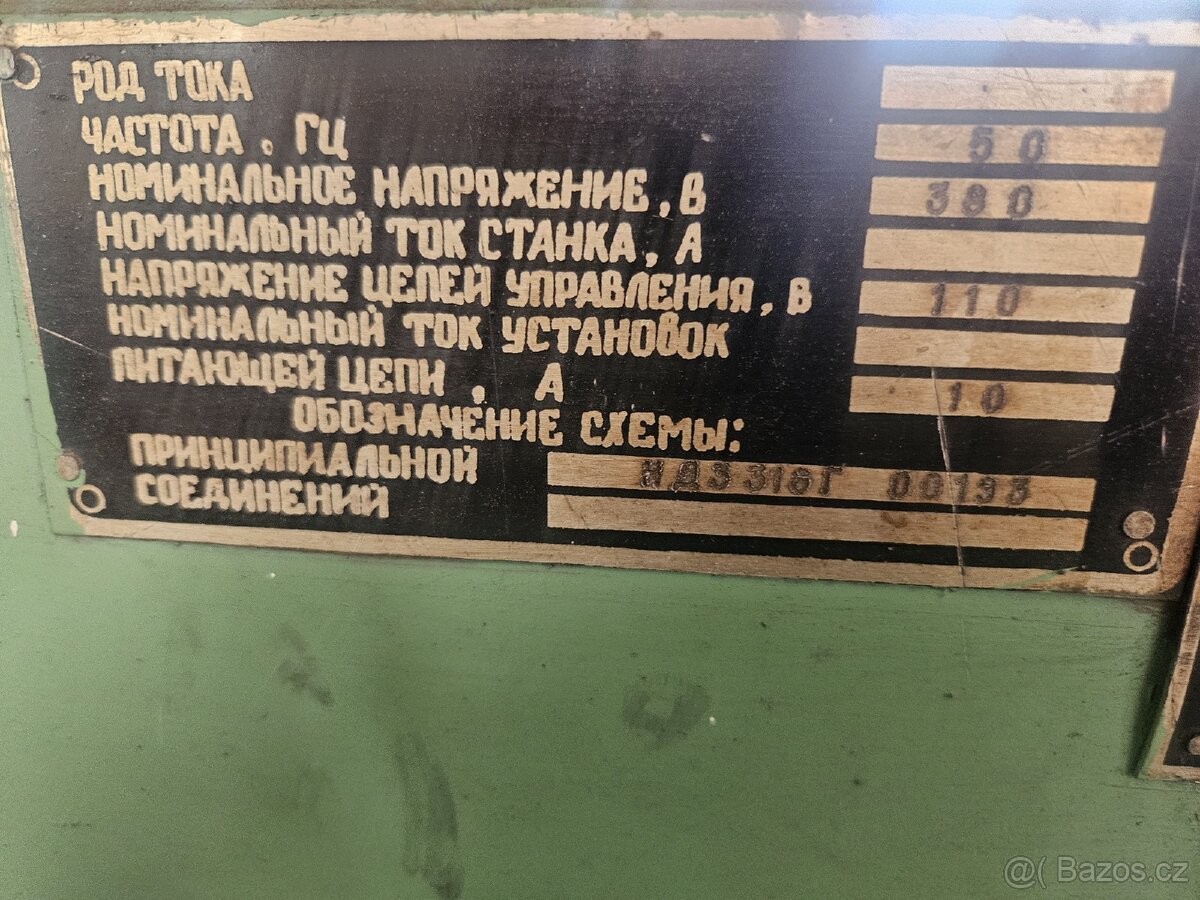 РОД ТОКА
ЧАСТОТА . ГЦ 50
НОМИНАЛЬНОЕ НАПРЯЖЕНИЕ, В 380
НОМИНАЛЬНЫЙ ТОК СТАНКА, А
НАПРЯЖЕНИЕ ЦЕПЕЙ УПРАВЛЕНИЯ, В 110
НОМИНАЛЬНЫЙ ТОК УСТАНОВОК
ПИТАЮЩЕЙ ЦЕПИ, А 10
ОБОЗНАЧЕНИЕ СХЕМЫ:
ПРИНЦИПИАЛЬНОЙ
СОЕДИНЕНИЙ
@( Bazos.cz